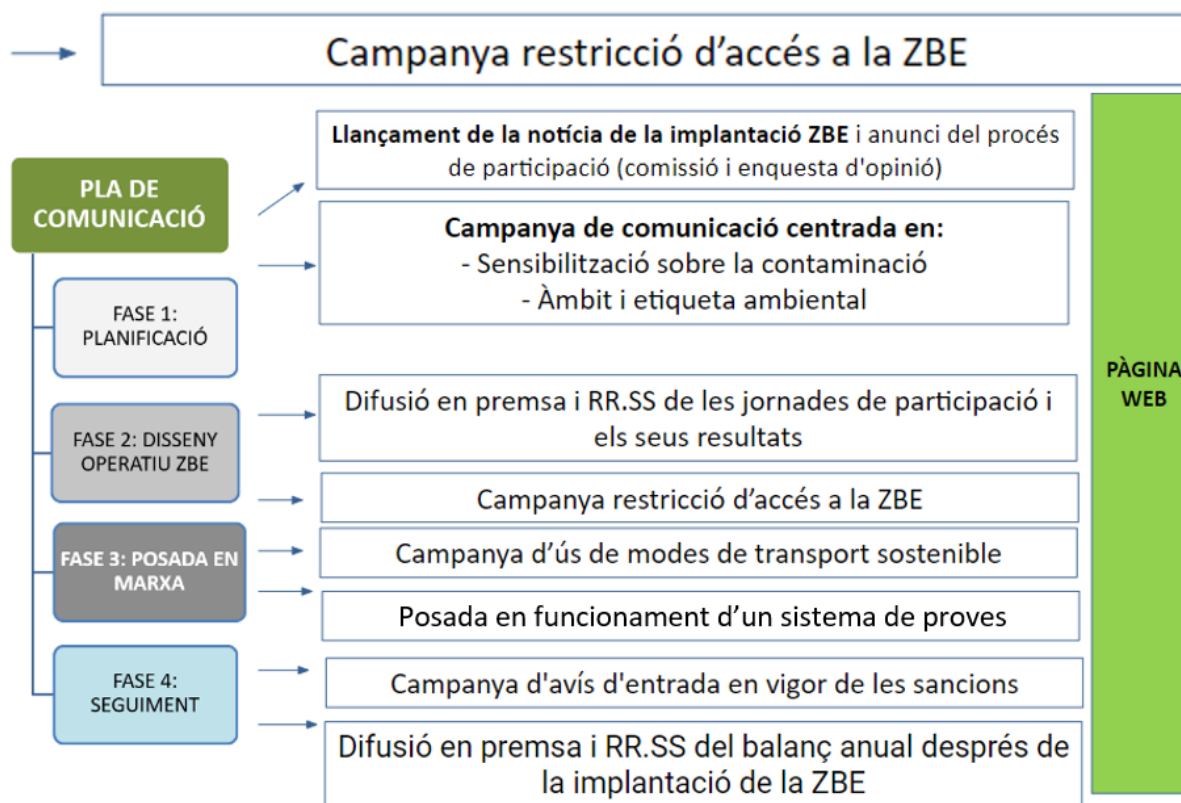 Campanya restricció d’accés a la ZBE
PLA DE
COMUNICACIÓ
Llançament de la notícia de la implantació ZBE i anunci del procés
de participació (comissió i enquesta d'opinió)
Campanya de comunicació centrada en:
- Sensibilització sobre la contaminació
- Àmbit i etiqueta ambiental
FASE 1:
PLANIFICACIÓ
PÀGINA
WEB
FASE 2: DISSENY
OPERATIU ZBE
Difusió en premsa i RR.SS de les jornades de participació i
els seus resultats
Campanya restricció d’accés a la ZBE
FASE 3: POSADA EN
MARXA
Campanya d’ús de modes de transport sostenible
Posada en funcionament d’un sistema de proves
FASE 4:
SEGUIMENT
Campanya d'avís d'entrada en vigor de les sancions
Difusió en premsa i RR.SS del balanç anual després de
la implantació de la ZBE